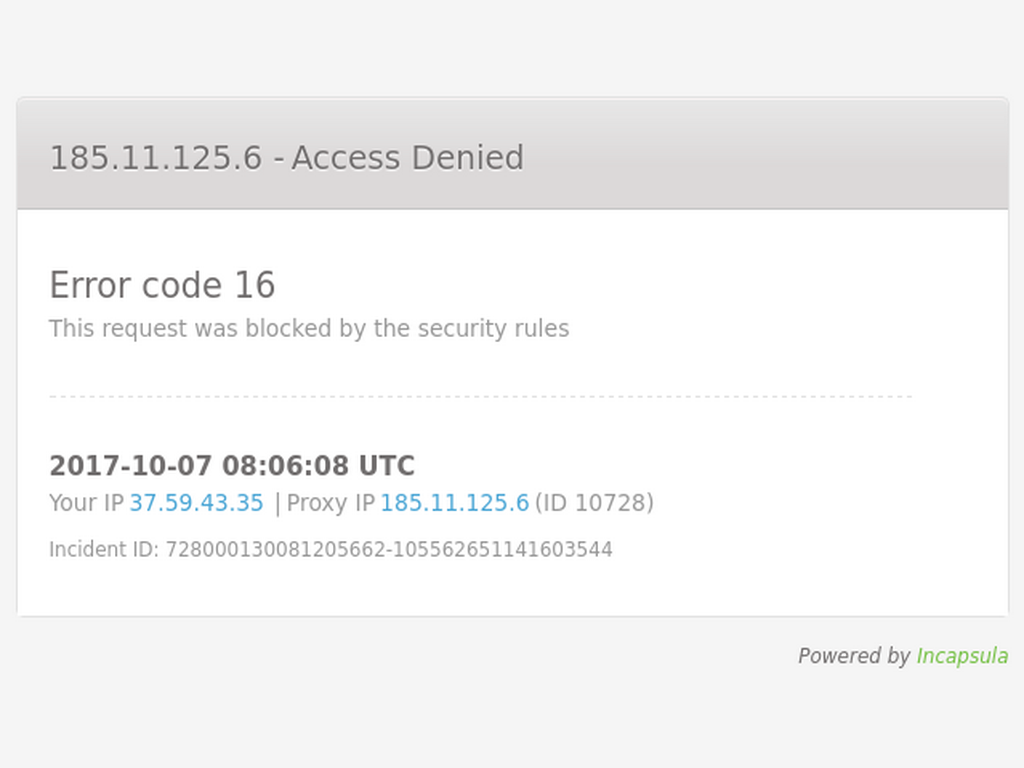 185.11.125.6 - Access Denied
Error code 16
This request was blocked by the security rules
2017-10-07 08:06:08 UTC
Your IP 37.59.43.35 | Proxy IP 185.11.125.6 (ID 10728)
Incident ID: 728000130081205662-105562651141603544
Powered by Incapsula